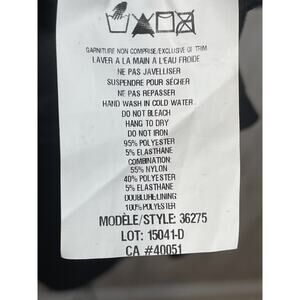 GARNITURE NON COMPRISE/EXCLUSIVE OF TRIM
LAVER A LA MAIN A L'EAU FROIDE
NE PAS JAVELLISER
SUSPENDRE POUR SÉCHER
NE PAS REPASSER
HAND WASH IN COLD WATER
DO NOT BLEACH
HANG TO DRY
DO NOT IRON
95% POLYESTER
5% ELASTHANE
COMBINATION:
55% NYLON
40% POLYESTER
5% ELASTHANE
DOUBLURE/LINING
100% POLYESTER
MODÈLE/STYLE: 36275
LOT: 15041-D
CA #40051